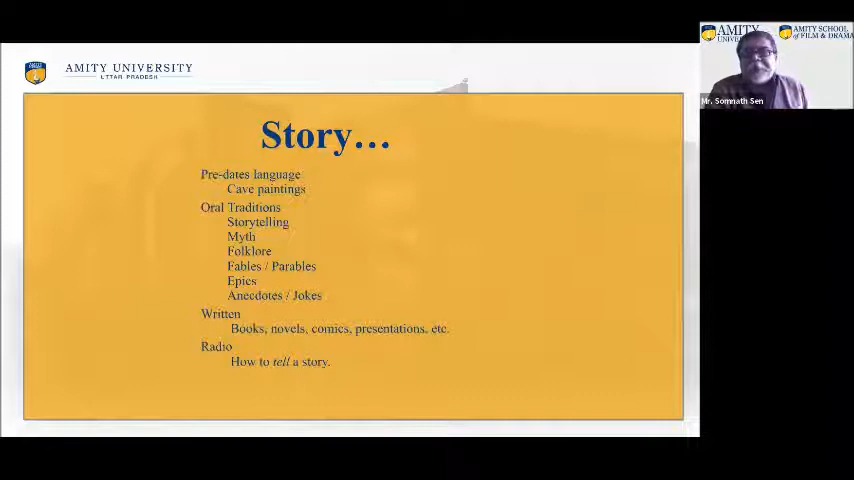 AMITY UNIVERSITY
UTTAR PRADESH
Story…
Pre-dates language
Cave paintings
Oral Traditions
Storytelling
Myth
Folklore
Fables / Parables
Epics
Anecdotes / Jokes
Written
Books, novels, comics, presentations, etc.
Radio
How to tell a story.
AMITY
AMITY SCHOOL
of FILM & DRAMA
Mr. Somnath Sen